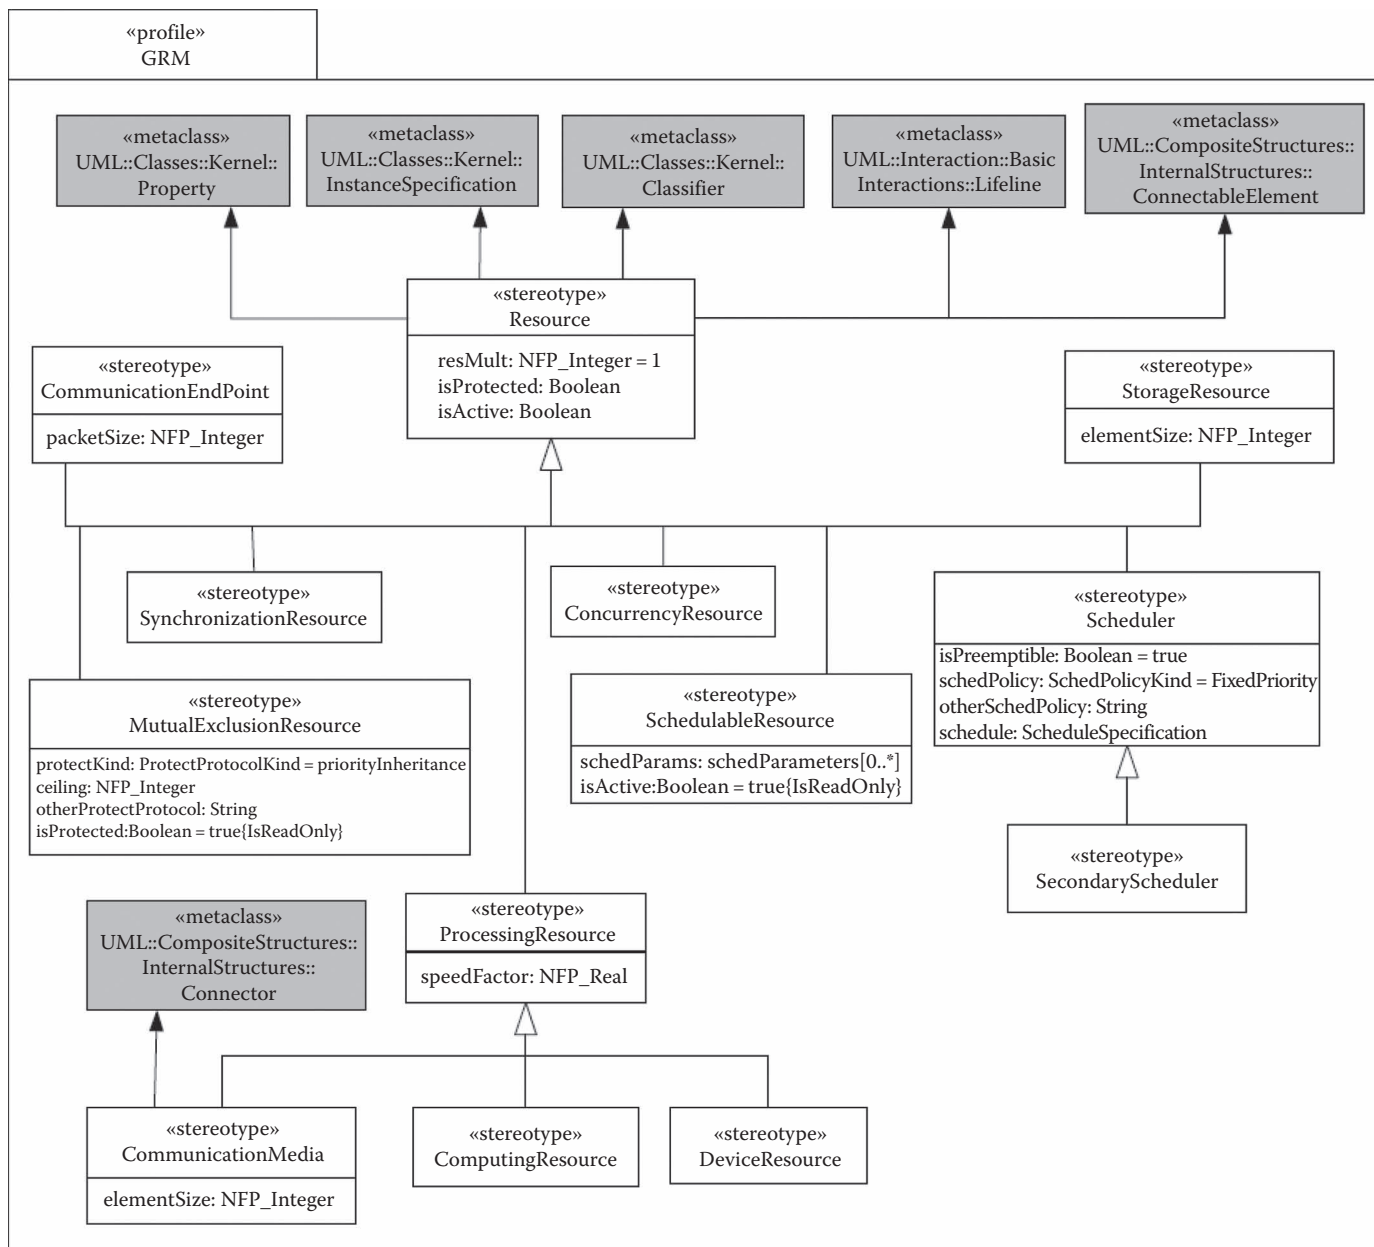 «profile»
GRM
«metaclass»
UML::Classes::Kernel::
Property
«metaclass»
UML::Classes::Kernel::
InstanceSpecification
«metaclass»
UML::Classes::Kernel::
Classifier
«metaclass»
UML::Interaction::Basic
Interactions::Lifeline
«metaclass»
UML::CompositeStructures::
InternalStructures::
ConnectableElement
«stereotype»
Resource
resMult: NFP_Integer = 1
isProtected: Boolean
isActive: Boolean
«stereotype»
CommunicationEndPoint
packetSize: NFP_Integer
«stereotype»
StorageResource
elementSize: NFP_Integer
«stereotype»
SynchronizationResource
«stereotype»
ConcurrencyResource
«stereotype»
Scheduler
isPreemptible: Boolean = true
schedPolicy: SchedPolicyKind = FixedPriority
otherSchedPolicy: String
schedule: ScheduleSpecification
«stereotype»
MutualExclusionResource
protectKind: ProtectProtocolKind = priorityInheritance
ceiling: NFP_Integer
otherProtectProtocol: String
isProtected:Boolean = true{IsReadOnly}
«stereotype»
SchedulableResource
schedParams: schedParameters[0..*]
isActive:Boolean = true{IsReadOnly}
«stereotype»
SecondaryScheduler
«metaclass»
UML::CompositeStructures::
InternalStructures::
Connector
«stereotype»
ProcessingResource
speedFactor: NFP_Real
«stereotype»
CommunicationMedia
elementSize: NFP_Integer
«stereotype»
ComputingResource
«stereotype»
DeviceResource